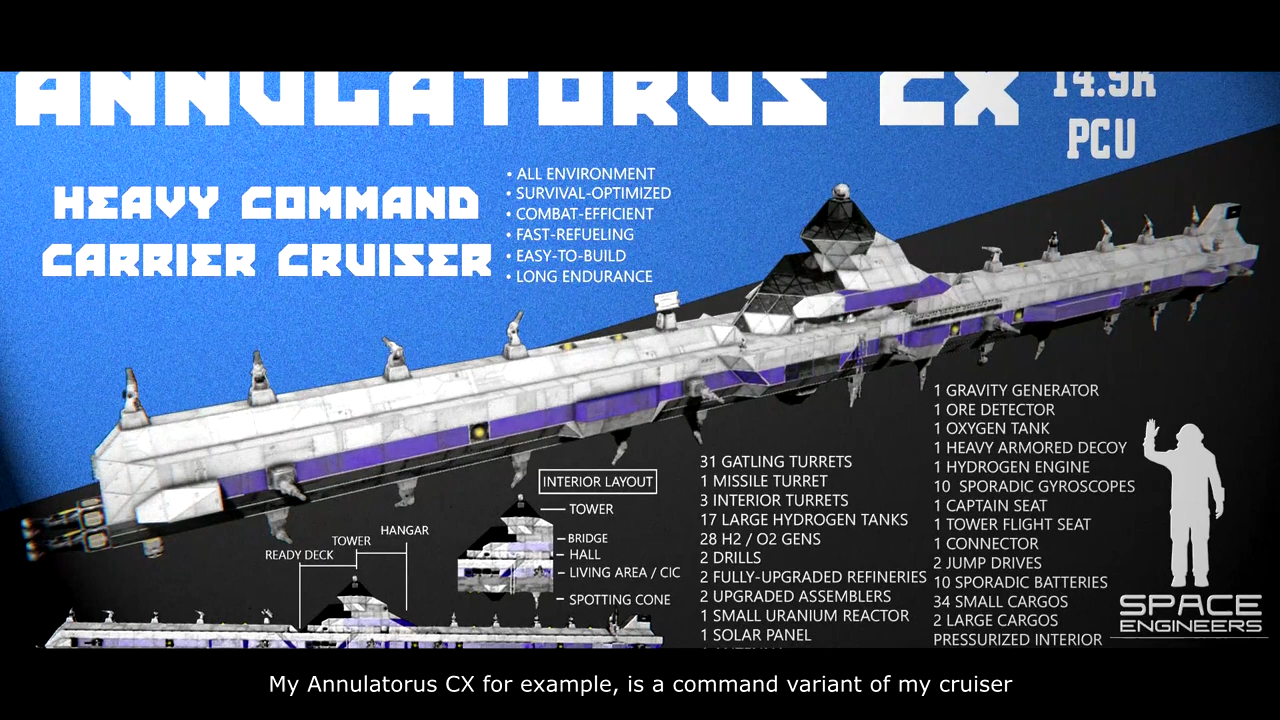 ANNULATORUS CX
14.9K
PCU
HEAVY COMMAND
CARRIER CRUISER
• ALL ENVIRONMENT
• SURVIVAL-OPTIMIZED
• COMBAT-EFFICIENT
• FAST-REFUELING
• EASY-TO-BUILD
• LONG ENDURANCE
INTERIOR LAYOUT
TOWER
BRIDGE
HALL
LIVING AREA / CIC
SPOTTING CONE
HANGAR
TOWER
READY DECK
31 GATLING TURRETS
1 MISSILE TURRET
3 INTERIOR TURRETS
17 LARGE HYDROGEN TANKS
28 H2 / O2 GENS
2 DRILLS
2 FULLY-UPGRADED REFINERIES
2 UPGRADED ASSEMBLERS
1 SMALL URANIUM REACTOR
1 SOLAR PANEL
1 GRAVITY GENERATOR
1 ORE DETECTOR
1 OXYGEN TANK
1 HEAVY ARMORED DECOY
1 HYDROGEN ENGINE
10 SPORADIC GYROSCOPES
1 CAPTAIN SEAT
1 TOWER FLIGHT SEAT
1 CONNECTOR
2 JUMP DRIVES
10 SPORADIC BATTERIES
34 SMALL CARGOS
2 LARGE CARGOS
PRESSURIZED INTERIOR
SPACE
ENGINEERS
My Annulatorus CX for example, is a command variant of my cruiser